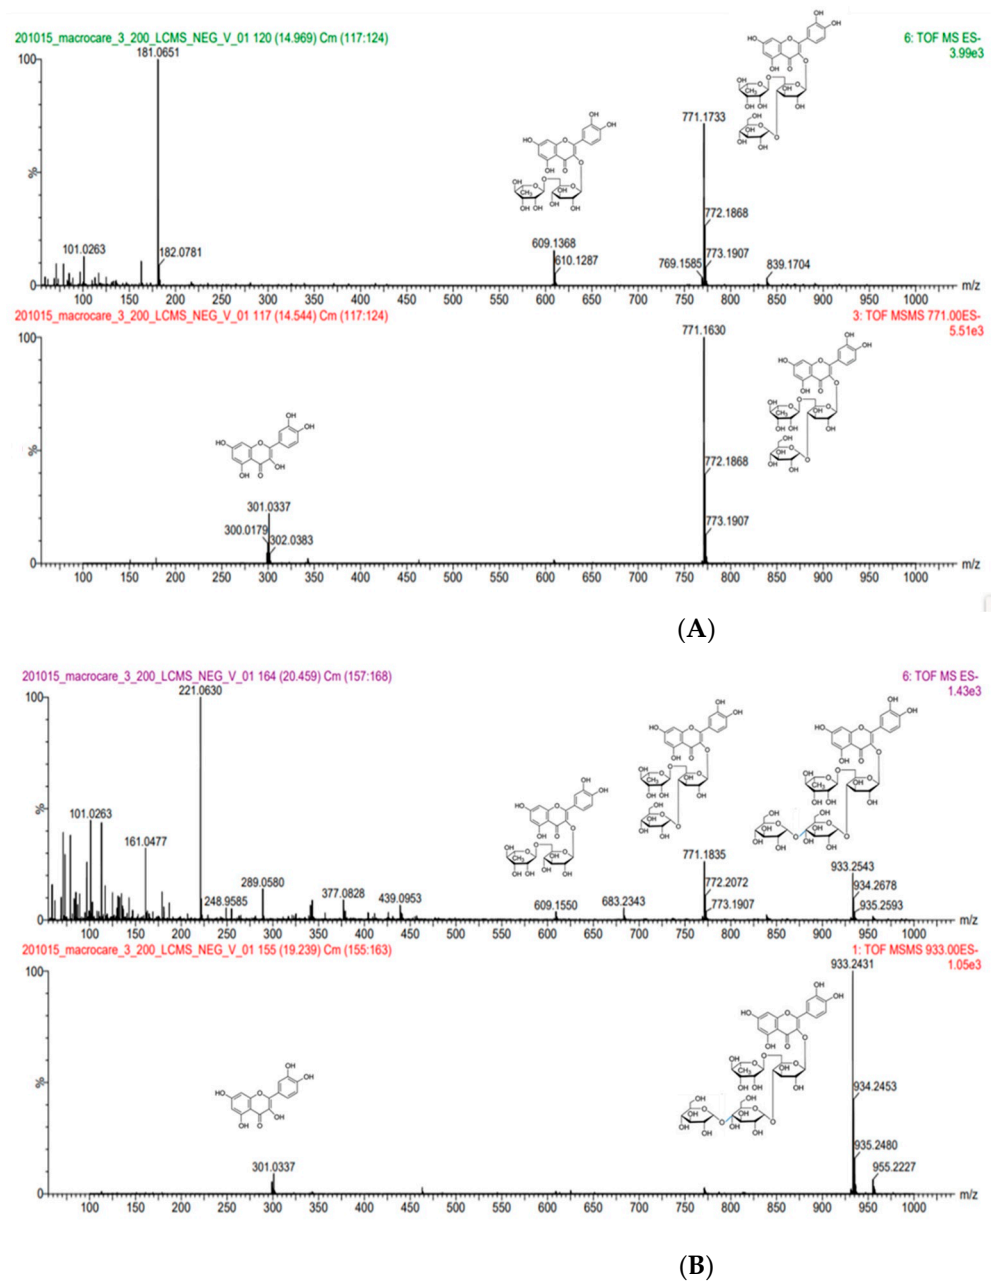 201015_macrocare_3_200_LCMS_NEG_V_01 120 (14.969) Cm (117:124)
6: TOF MS ES-
3.99e3
100
%
0
181.0651
182.0781
101.0263
609.1368
610.1287
771.1733
772.1868
773.1907
769.1585
839.1704
100 150 200 250 300 350 400 450 500 550 600 650 700 750 800 850 900 950 1000 m/z
201015_macrocare_3_200_LCMS_NEG_V_01 117 (14.544) Cm (117:124)
3: TOF MSMS 771.00ES-
5.51e3
100
%
0
301.0337
300.0179
302.0383
771.1630
772.1868
773.1907
100 150 200 250 300 350 400 450 500 550 600 650 700 750 800 850 900 950 1000 m/z
(A)
201015_macrocare_3_200_LCMS_NEG_V_01 164 (20.459) Cm (157:168)
6: TOF MS ES-
1.43e3
100
%
0
221.0630
101.0263
161.0477
248.9585
289.0580
377.0828
439.0953
609.1550
683.2343
771.1835
772.2072
773.1907
933.2543
934.2678
935.2593
100 150 200 250 300 350 400 450 500 550 600 650 700 750 800 850 900 950 1000 m/z
201015_macrocare_3_200_LCMS_NEG_V_01 155 (19.239) Cm (155:163)
1: TOF MSMS 933.00ES-
1.05e3
100
%
0
301.0337
933.2431
934.2453
935.2480
955.2227
100 150 200 250 300 350 400 450 500 550 600 650 700 750 800 850 900 950 1000 m/z
(B)